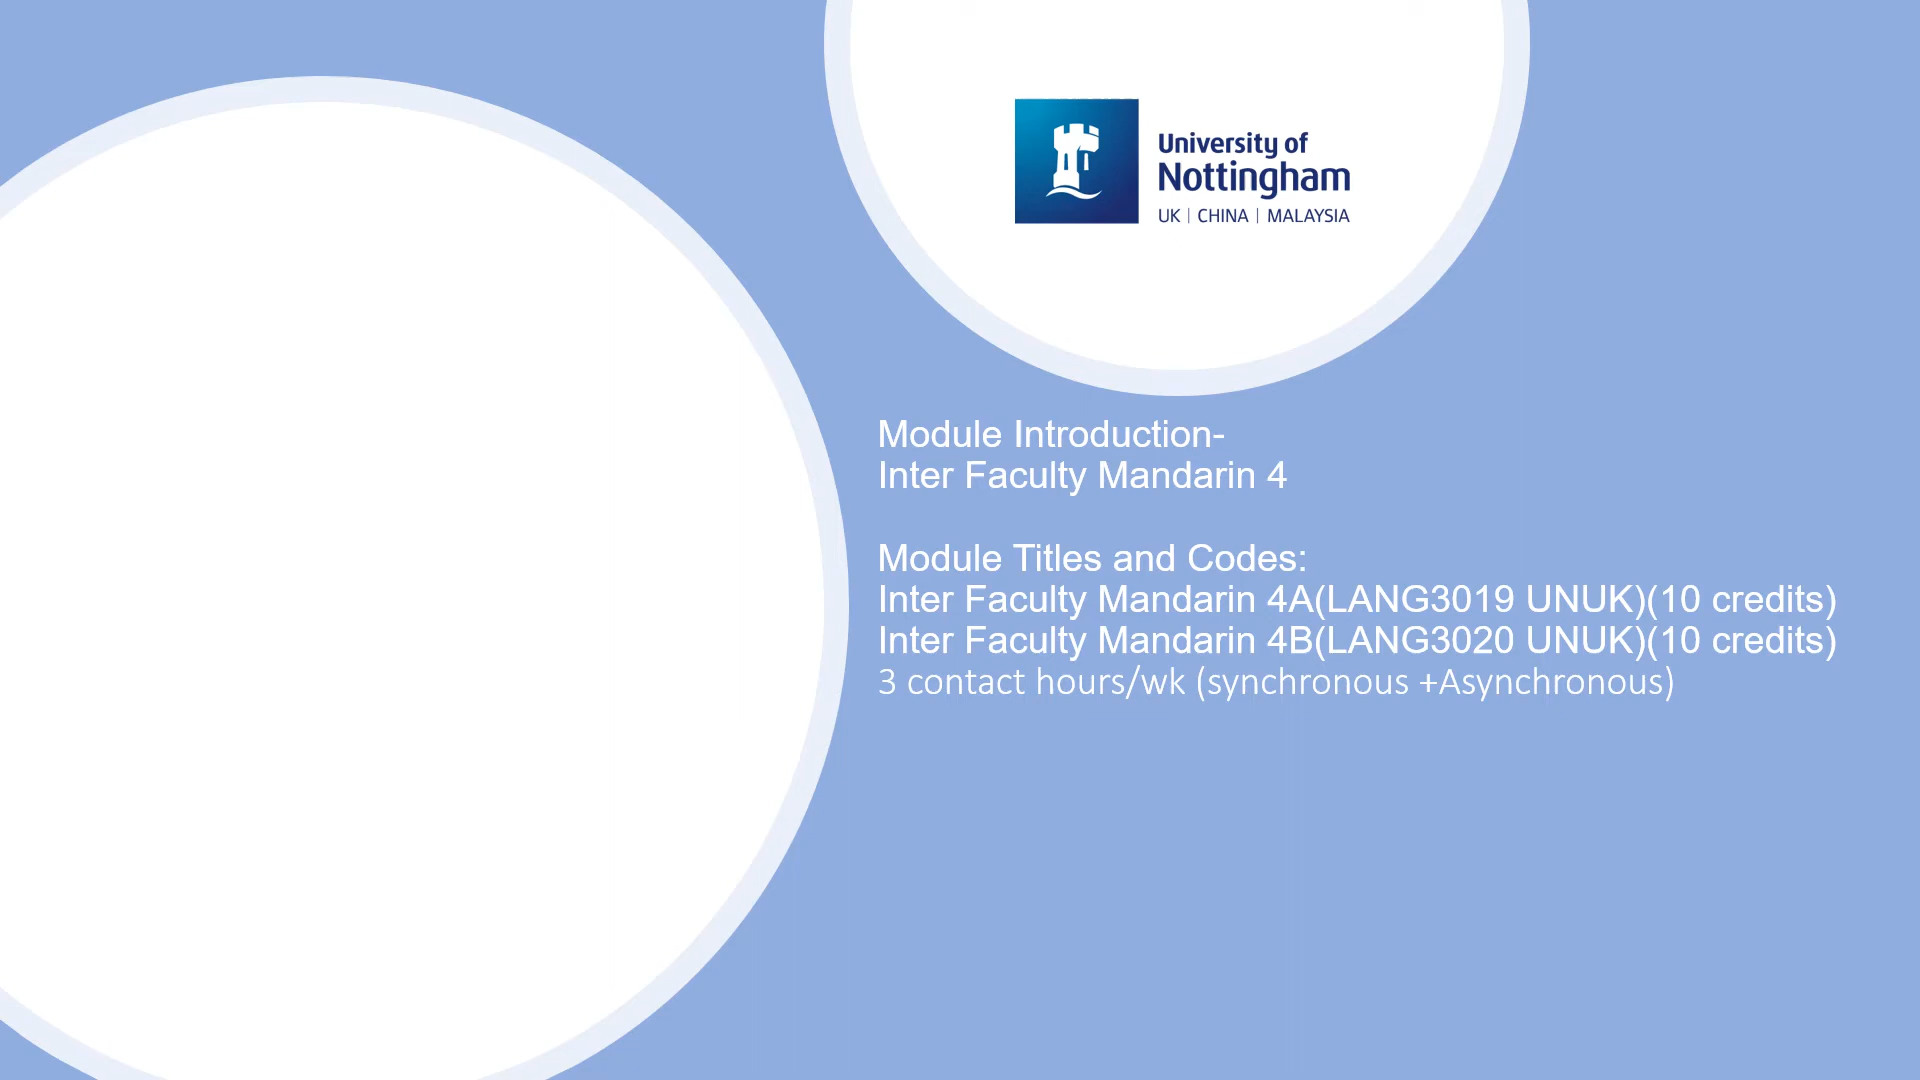 University of
Nottingham
UK | CHINA | MALAYSIA
Module Introduction-
Inter Faculty Mandarin 4
Module Titles and Codes:
Inter Faculty Mandarin 4A(LANG3019 UNUK)(10 credits)
Inter Faculty Mandarin 4B(LANG3020 UNUK)(10 credits)
3 contact hours/wk (synchronous +Asynchronous)